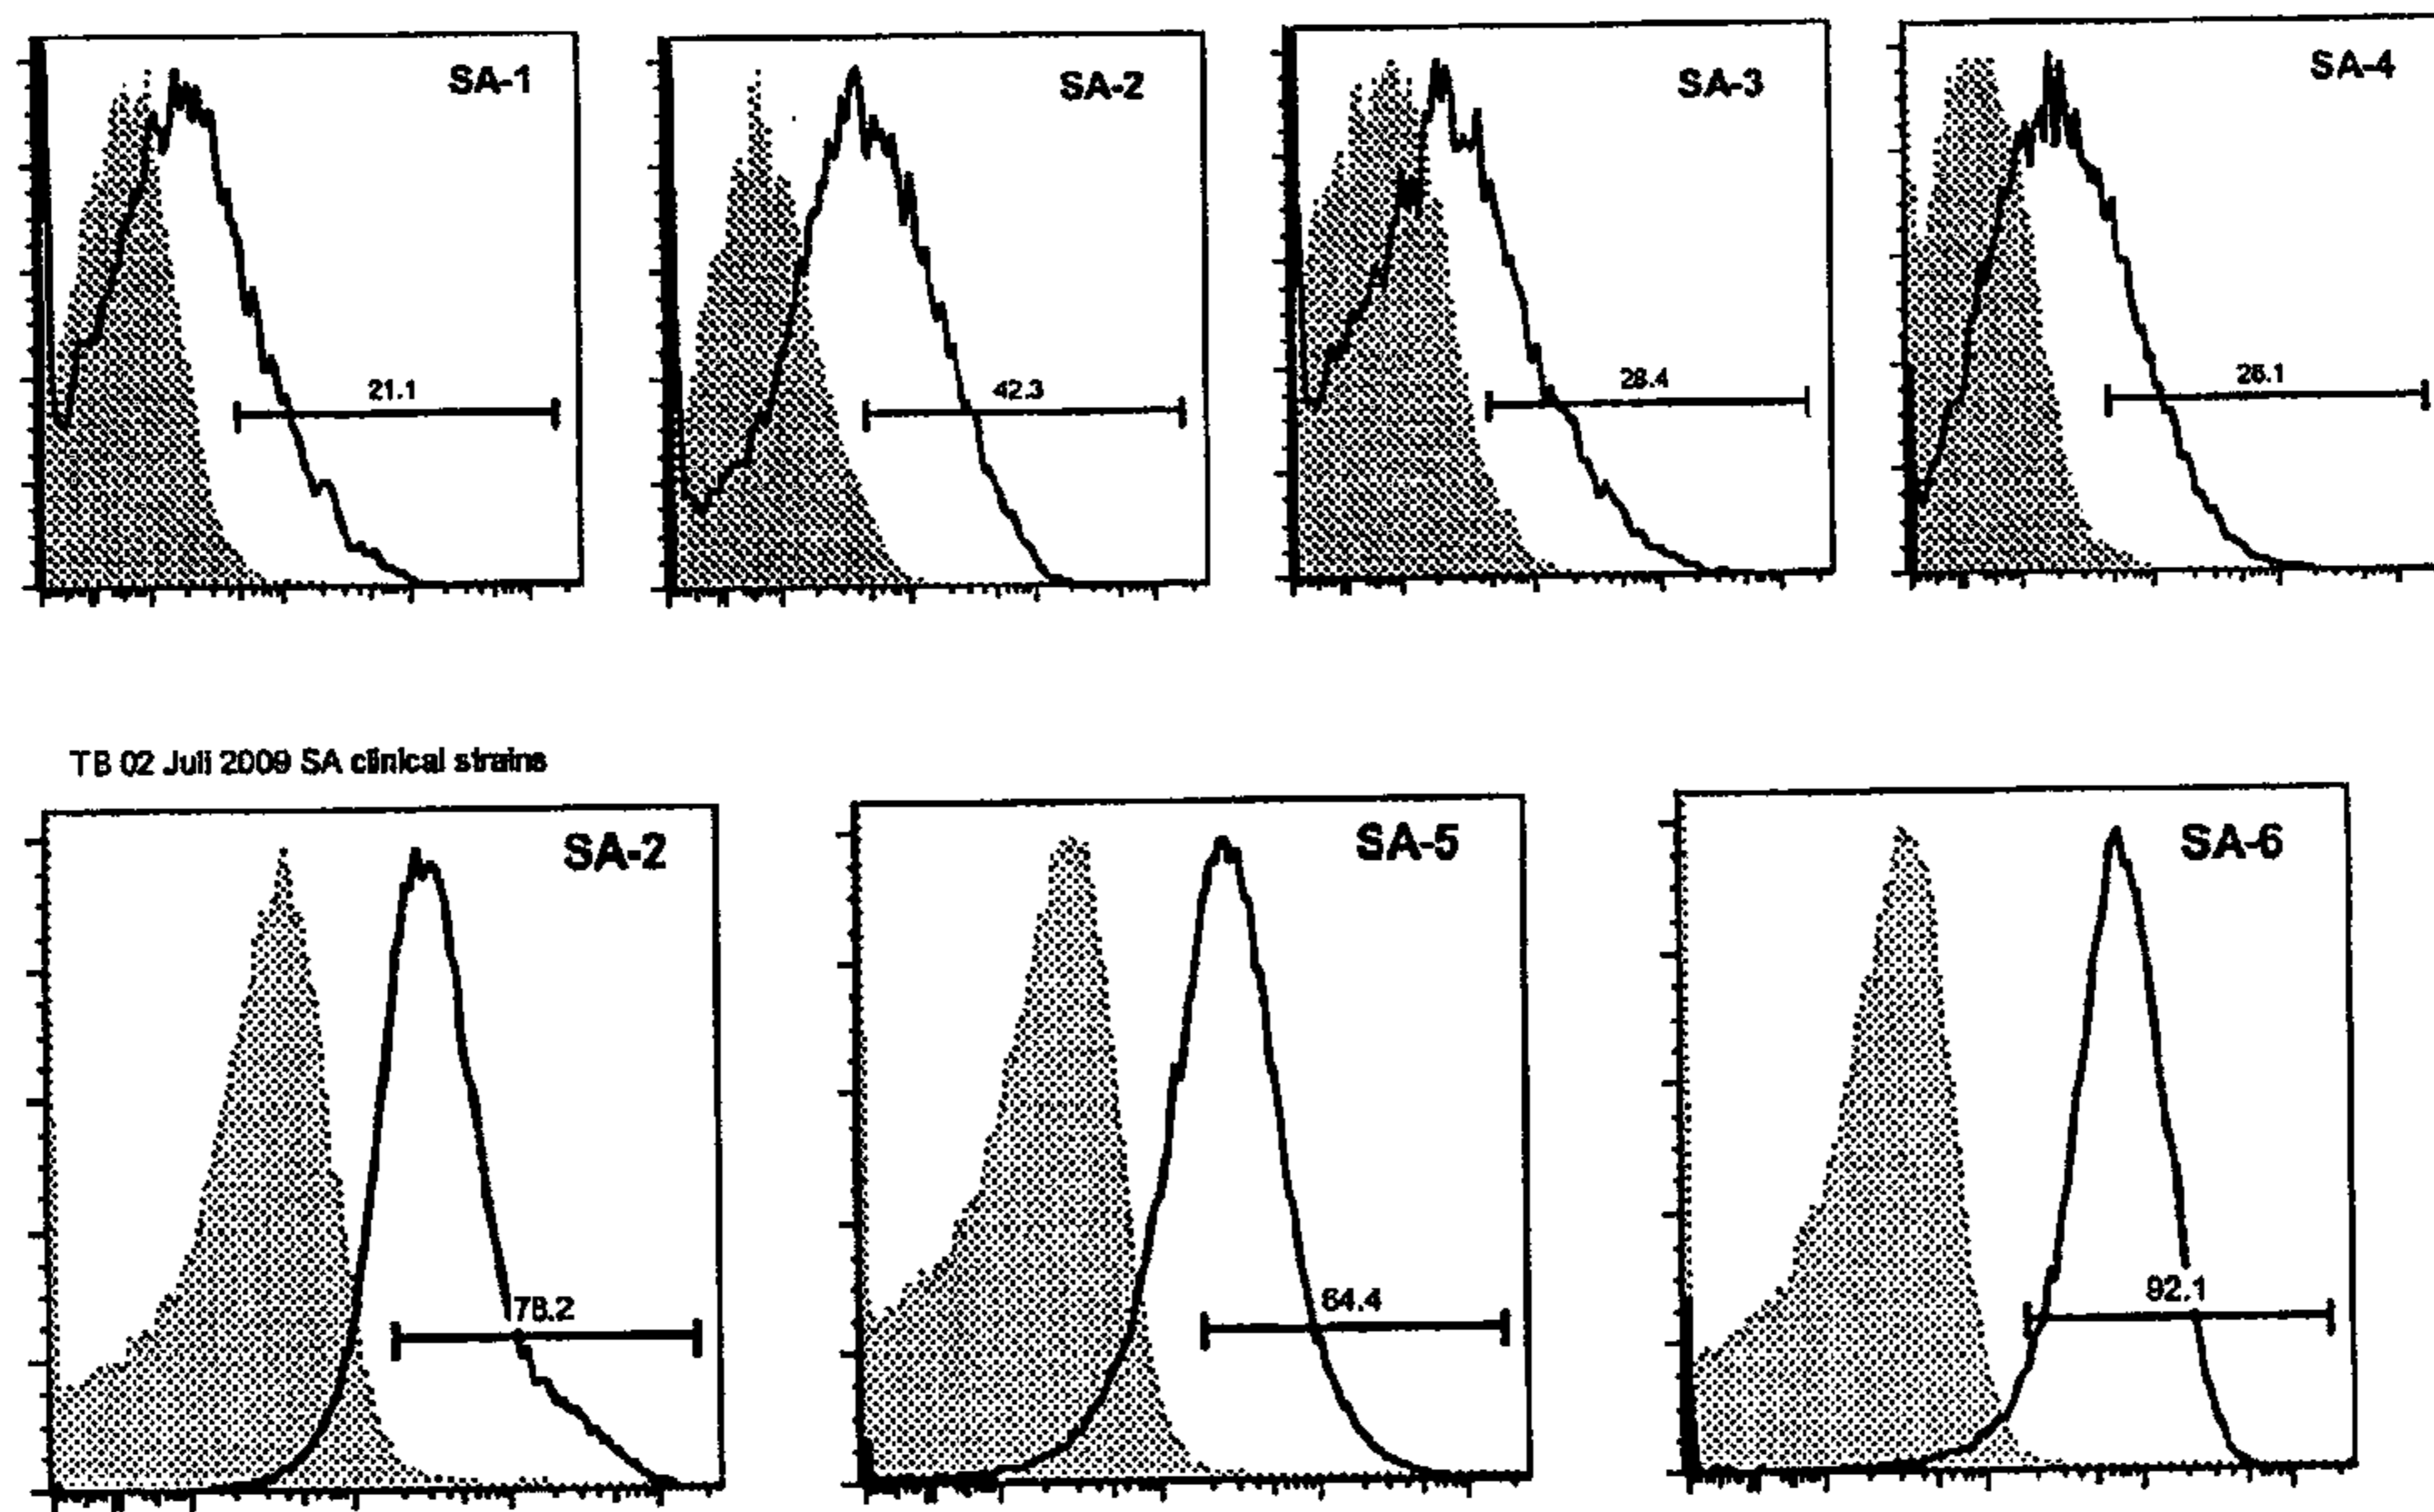 SA-1
SA-2
SA-3
SA-4
21.1
42.3
28.4
26.1
TB 02 Juli 2009 SA clinical strains
SA-2
SA-5
SA-6
78.2
64.4
92.1